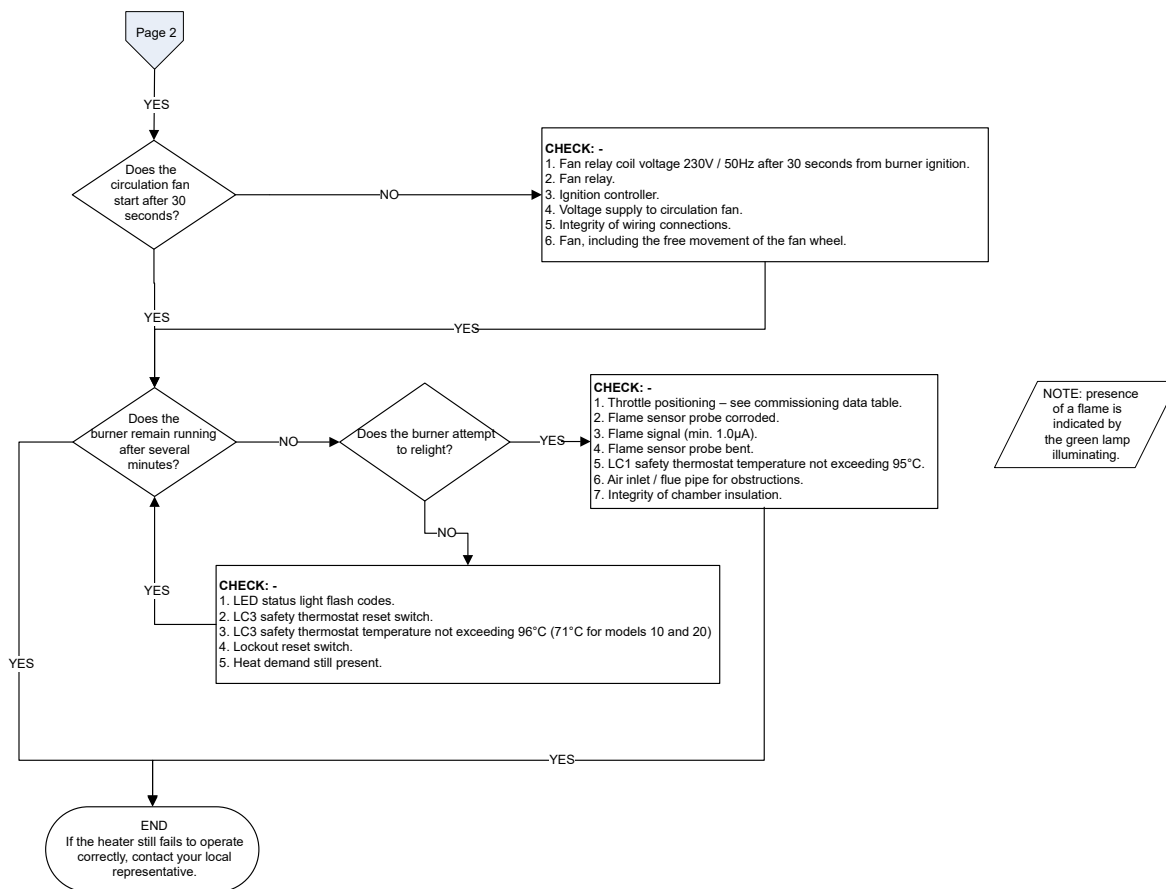 Page 2
YES
Does the
circulation fan
start after 30
seconds?
NO
CHECK: -
1. Fan relay coil voltage 230V / 50Hz after 30 seconds from burner ignition.
2. Fan relay.
3. Ignition controller.
4. Voltage supply to circulation fan.
5. Integrity of wiring connections.
6. Fan, including the free movement of the fan wheel.
YES
YES
Does the
burner remain running
after several
minutes?
NO
Does the burner attempt
to relight?
YES
CHECK: -
1. Throttle positioning – see commissioning data table.
2. Flame sensor probe corroded.
3. Flame signal (min. 1.0µA).
4. Flame sensor probe bent.
5. LC1 safety thermostat temperature not exceeding 95°C.
6. Air inlet / flue pipe for obstructions.
7. Integrity of chamber insulation.
NOTE: presence
of a flame is
indicated by
the green lamp
illuminating.
NO
YES
CHECK: -
1. LED status light flash codes.
2. LC3 safety thermostat reset switch.
3. LC3 safety thermostat temperature not exceeding 96°C (71°C for models 10 and 20)
4. Lockout reset switch.
5. Heat demand still present.
YES
YES
END
If the heater still fails to operate
correctly, contact your local
representative.